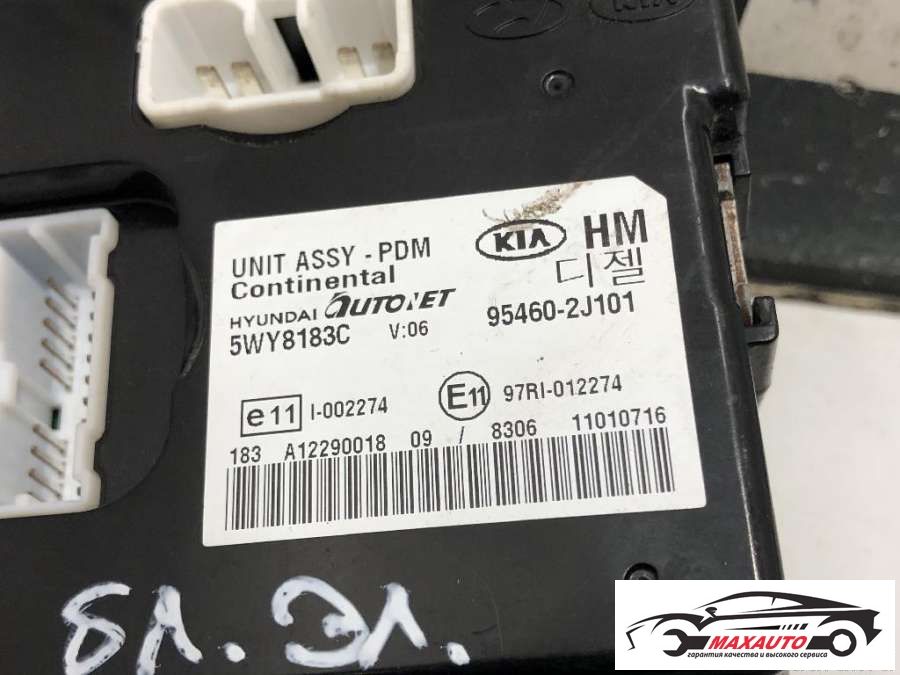 KIA
UNIT ASSY - PDM
Continental
HYUNDAI AUTONET
5WY8183C V:06
KIA HM
디젤
95460-2J101
e11 I-002274
E11 97RI-012274
183 A12290018 09 / 8306 11010716
БЛ. ЭЛ.
MAXAUTO
гарантия качества и высокого сервиса